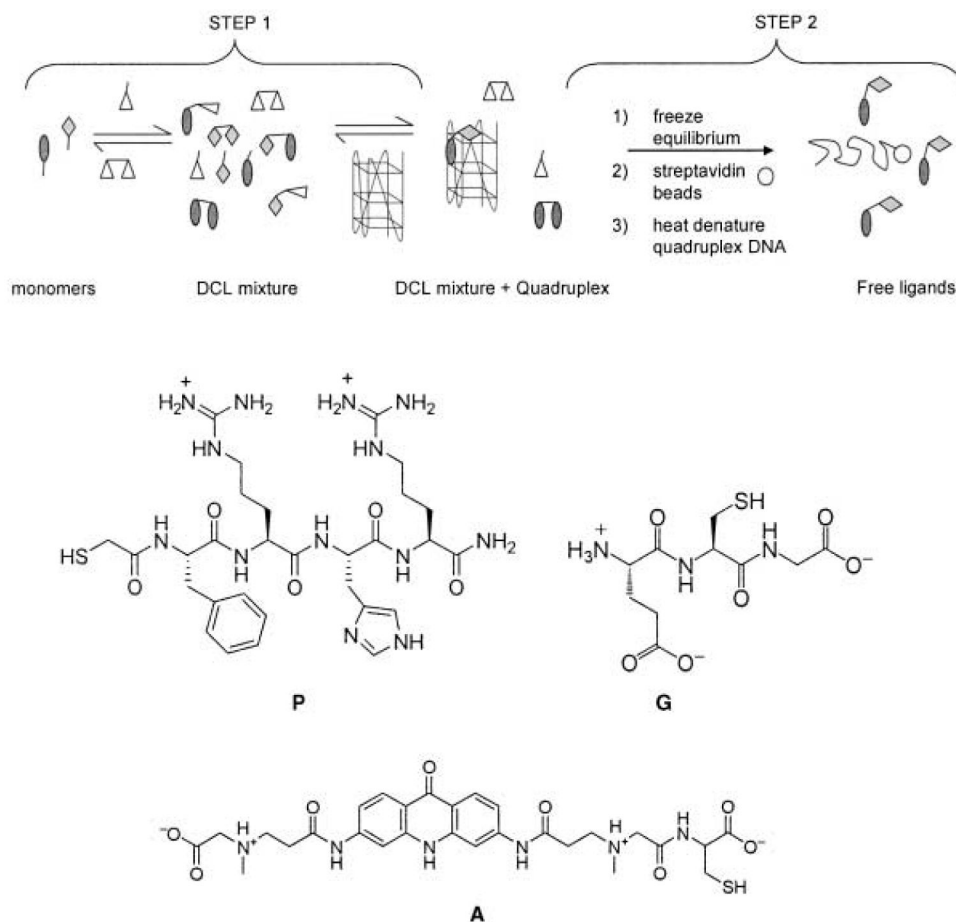 STEP 1
STEP 2
1) freeze
equilibrium
2) streptavidin
beads
3) heat denature
quadruplex DNA
monomers
DCL mixture
DCL mixture + Quadruplex
Free ligands
+
+
H2N
NH2
H2N
NH2
HN
HN
HS
O
H
N
O
N
H
O
H
N
O
N
H
O
NH2
N
NH
P
+
H3N
O
N
H
SH
H
N
O
O
O−
O
O−
G
−O
O
H
N+
O
N
H
O
N
H
N
H
O
H
N+
O
H
N
O
O−
SH
A